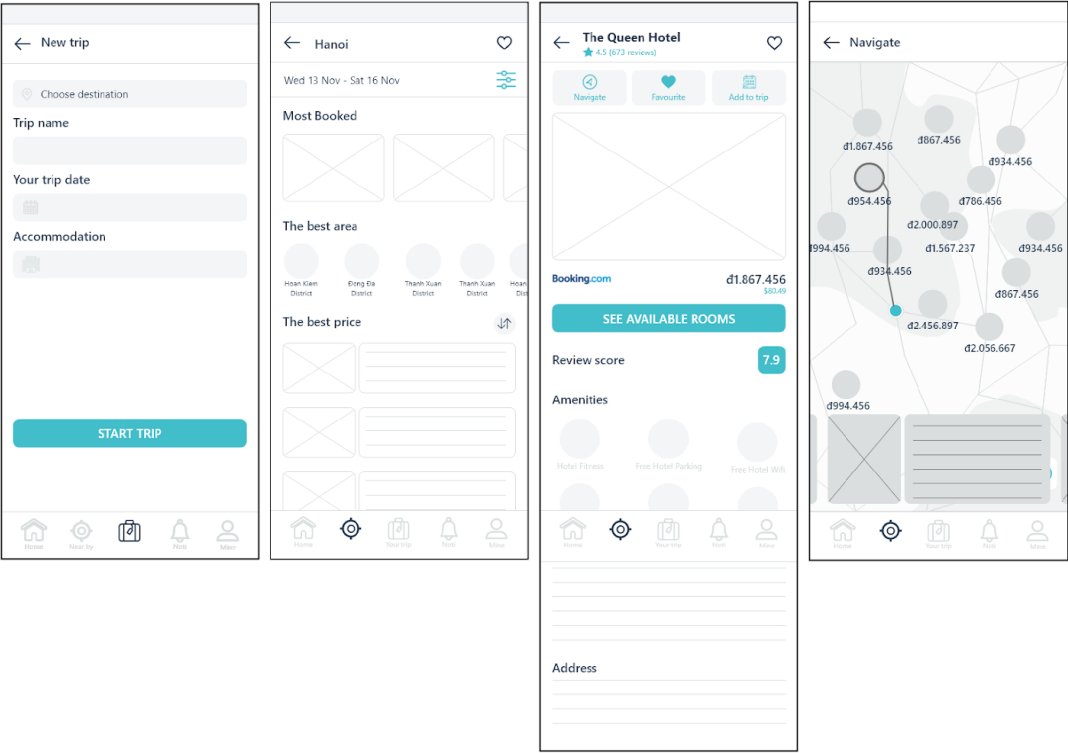 New trip
Choose destination
Trip name
Your trip date
Accommodation
START TRIP
Home
Near by
Noti
Mine
Hanoi
Wed 13 Nov - Sat 16 Nov
Most Booked
The best area
Hoan Kiem
District
Đong Đa
District
Thanh Xuan
District
Thanh Xuan
District
Hoan
Dist
The best price
Home
Your trip
Noti
Mine
The Queen Hotel
4.5 (673 reviews)
Navigate
Favourite
Add to trip
Booking.com
đ1.867.456
$80,49
SEE AVAILABLE ROOMS
Review score
7.9
Amenities
Hotel Fitness
Free Hotel Parking
Free Hotel Wifi
Home
Your trip
Noti
Mine
Address
Navigate
đ1.867.456
đ867.456
đ934.456
đ954.456
đ786.456
đ2.000.897
đ994.456
đ1.567.237
đ934.456
đ934.456
đ867.456
đ2.456.897
đ2.056.667
đ994.456
Home
Your trip
Noti
Mine